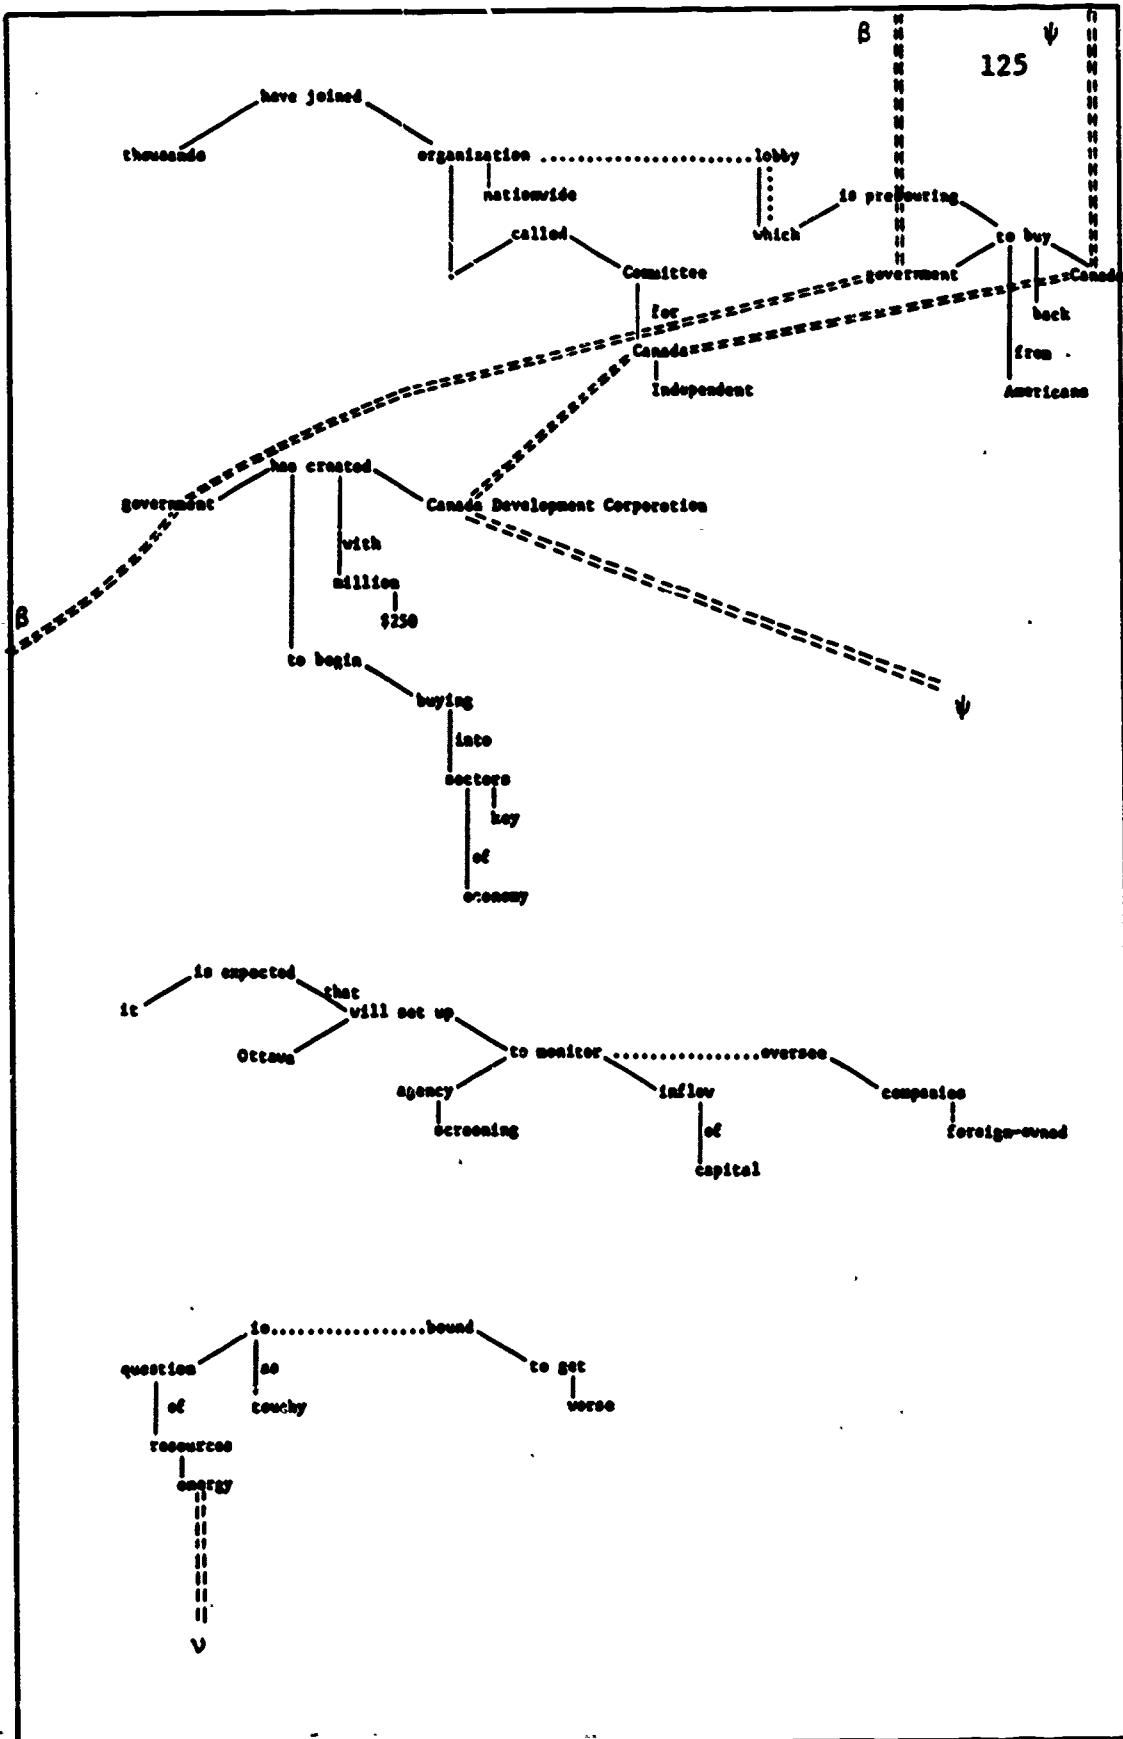 β ψ
125
have joined
thousands organization lobby
nationwide is pressuring
called which to buy
Committee government Canada
for back
Canada from
Independent Americans
has created
government Canada Development Corporation
with
million
β $250
to begin
buying ψ
into
sectors
key
of
economy
is expected
that
it will set up
Ottawa to monitor oversee
agency inflow companies
screening of foreign-owned
capital
is bound
question so to get
of touchy worse
resources
energy
ν